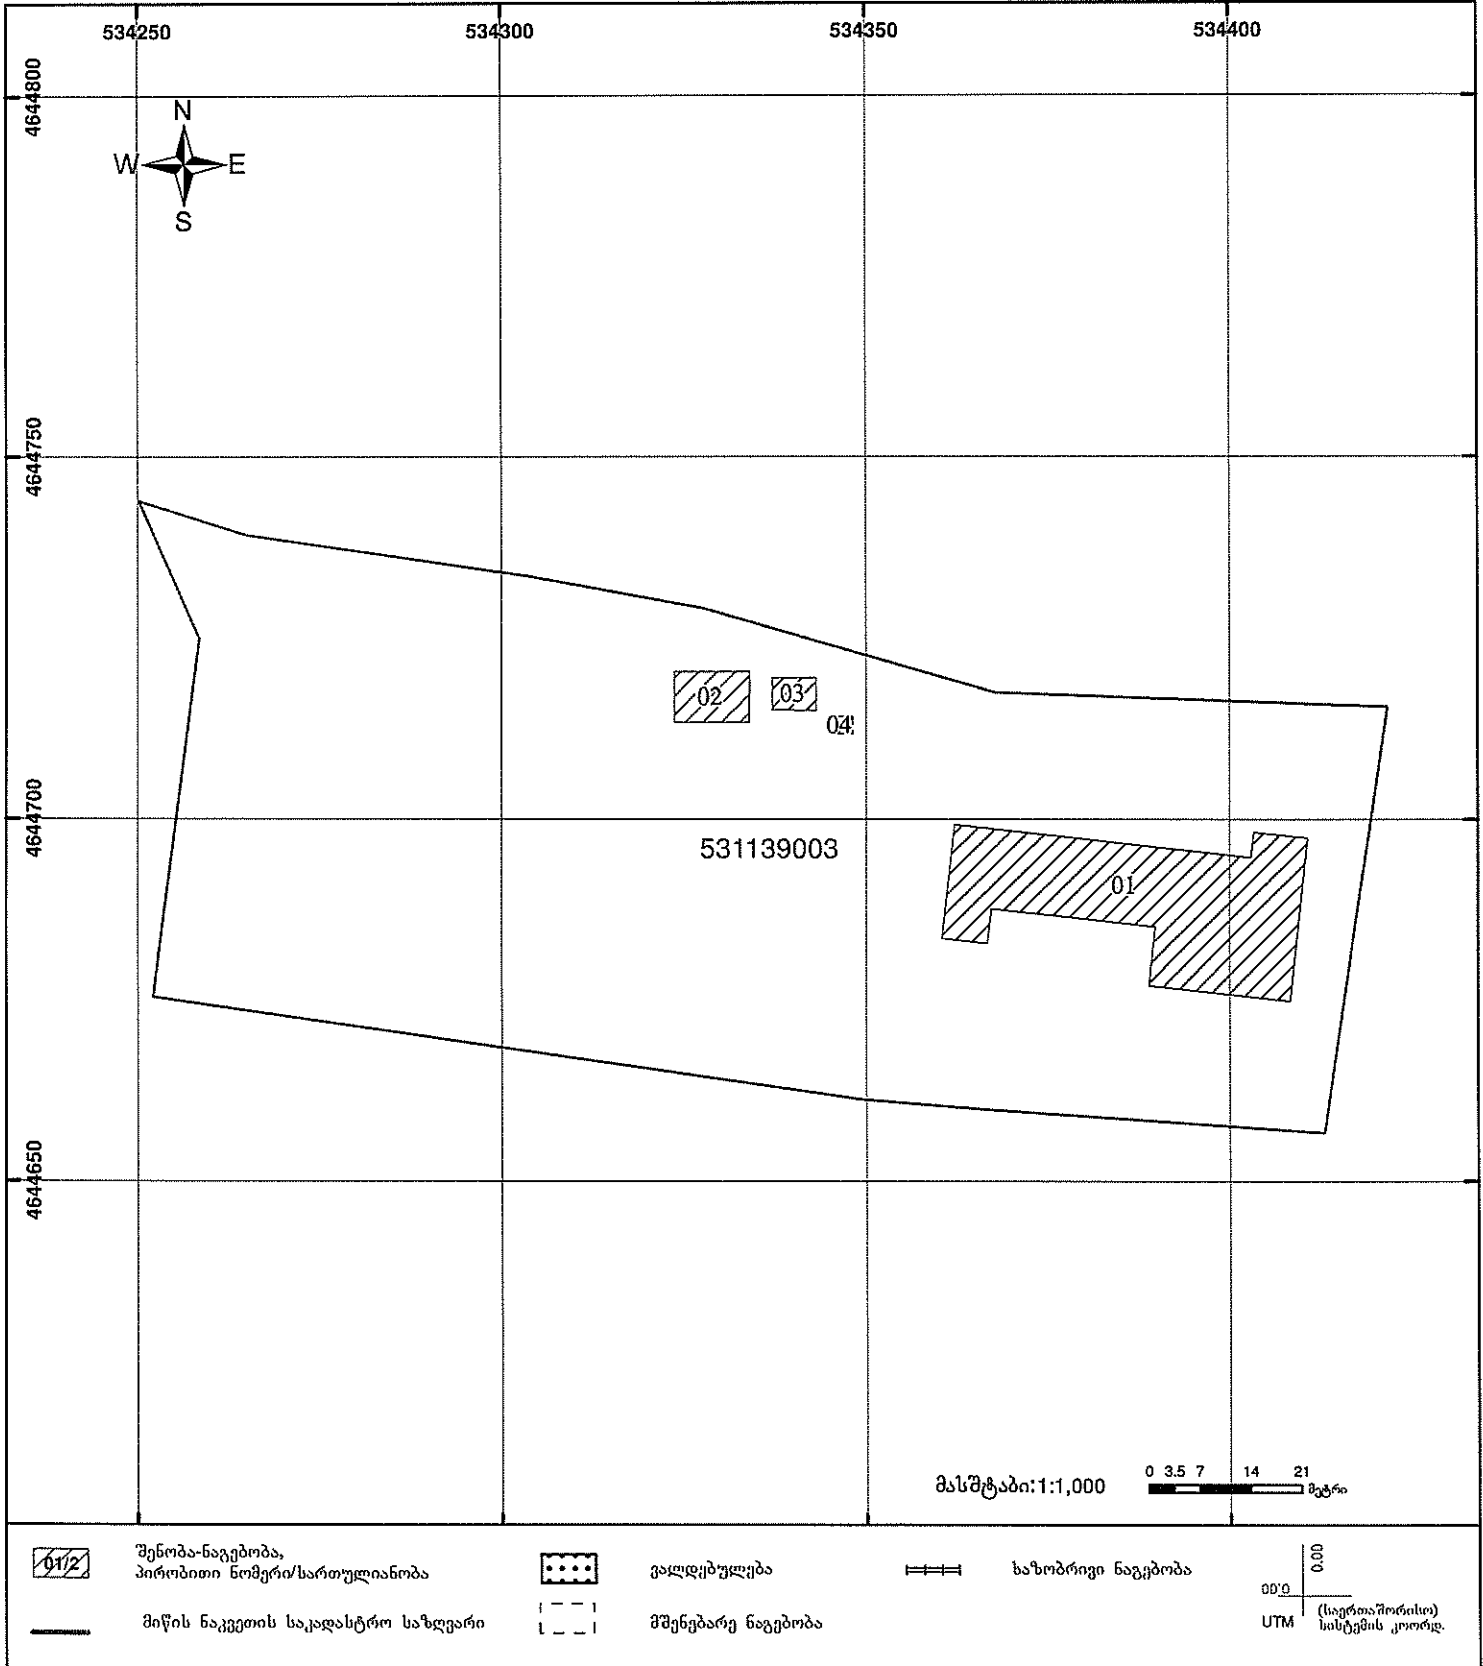 534250 534300 534350 534400
4644800
N
W E
S
4644750
02 03
04
4644700
531139003
01
4644650
მასშტაბი:1:1,000
0 3.5 7 14 21
მეტრი
01/2
შენობა-ნაგებობა,
პირობითი ნომერი/სართულიანობა
ვალდებულება
საზობრივი ნაგებობა
მიწის ნაკვეთის საკადასტრო საზღვარი
მშენებარე ნაგებობა
00'0
0.00
UTM
(საერთაშორისო)
სისტემის კოორდ.